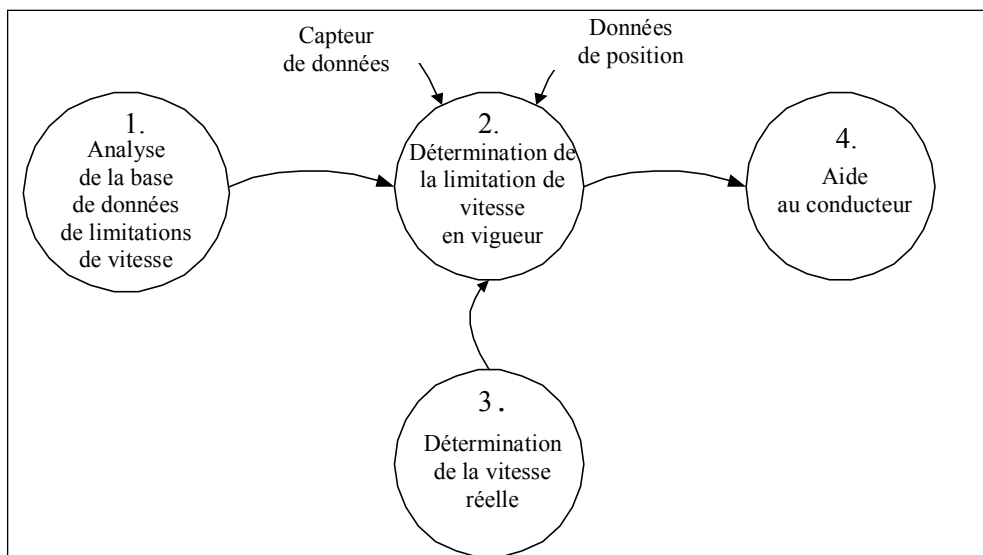 Capteur
de données
Données
de position
1.
Analyse
de la base
de données
de limitations
de vitesse
2.
Détermination de
la limitation de
vitesse
en vigueur
4.
Aide
au conducteur
3.
Détermination
de la vitesse
réelle